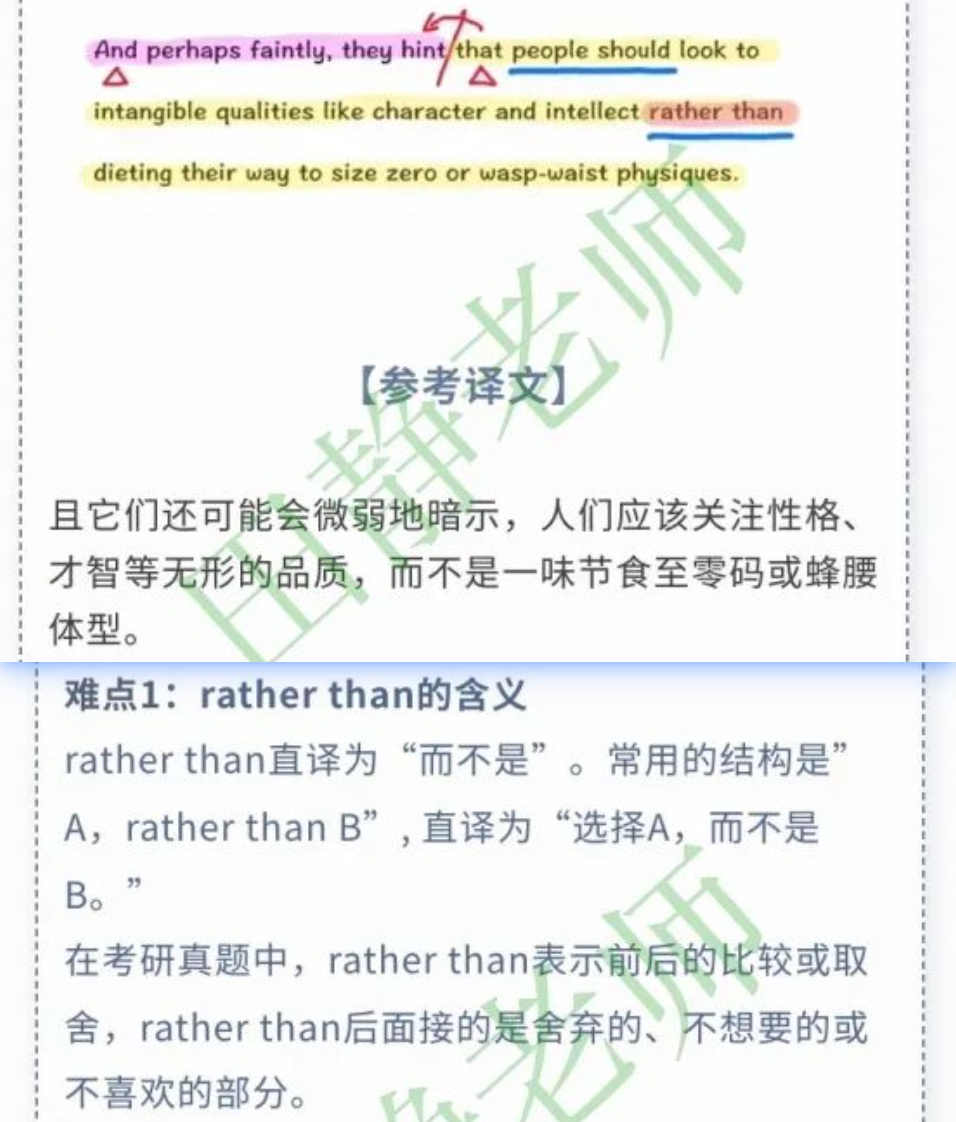 And perhaps faintly, they hint that people should look to
intangible qualities like character and intellect rather than
dieting their way to size zero or wasp-waist physiques.
【参考译文】
且它们还可能会微弱地暗示，人们应该关注性格、
才智等无形的品质，而不是一味节食至零码或蜂腰
体型。
田静老师
难点1：rather than的含义
rather than直译为“而不是”。常用的结构是”
A，rather than B”, 直译为“选择A，而不是
B。”
在考研真题中，rather than表示前后的比较或取
舍，rather than后面接的是舍弃的、不想要的或
不喜欢的部分。
静老师